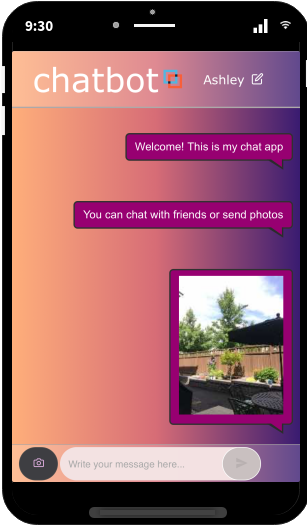 9:30
chatbot
Ashley
Welcome! This is my chat app
You can chat with friends or send photos
Write your message here...